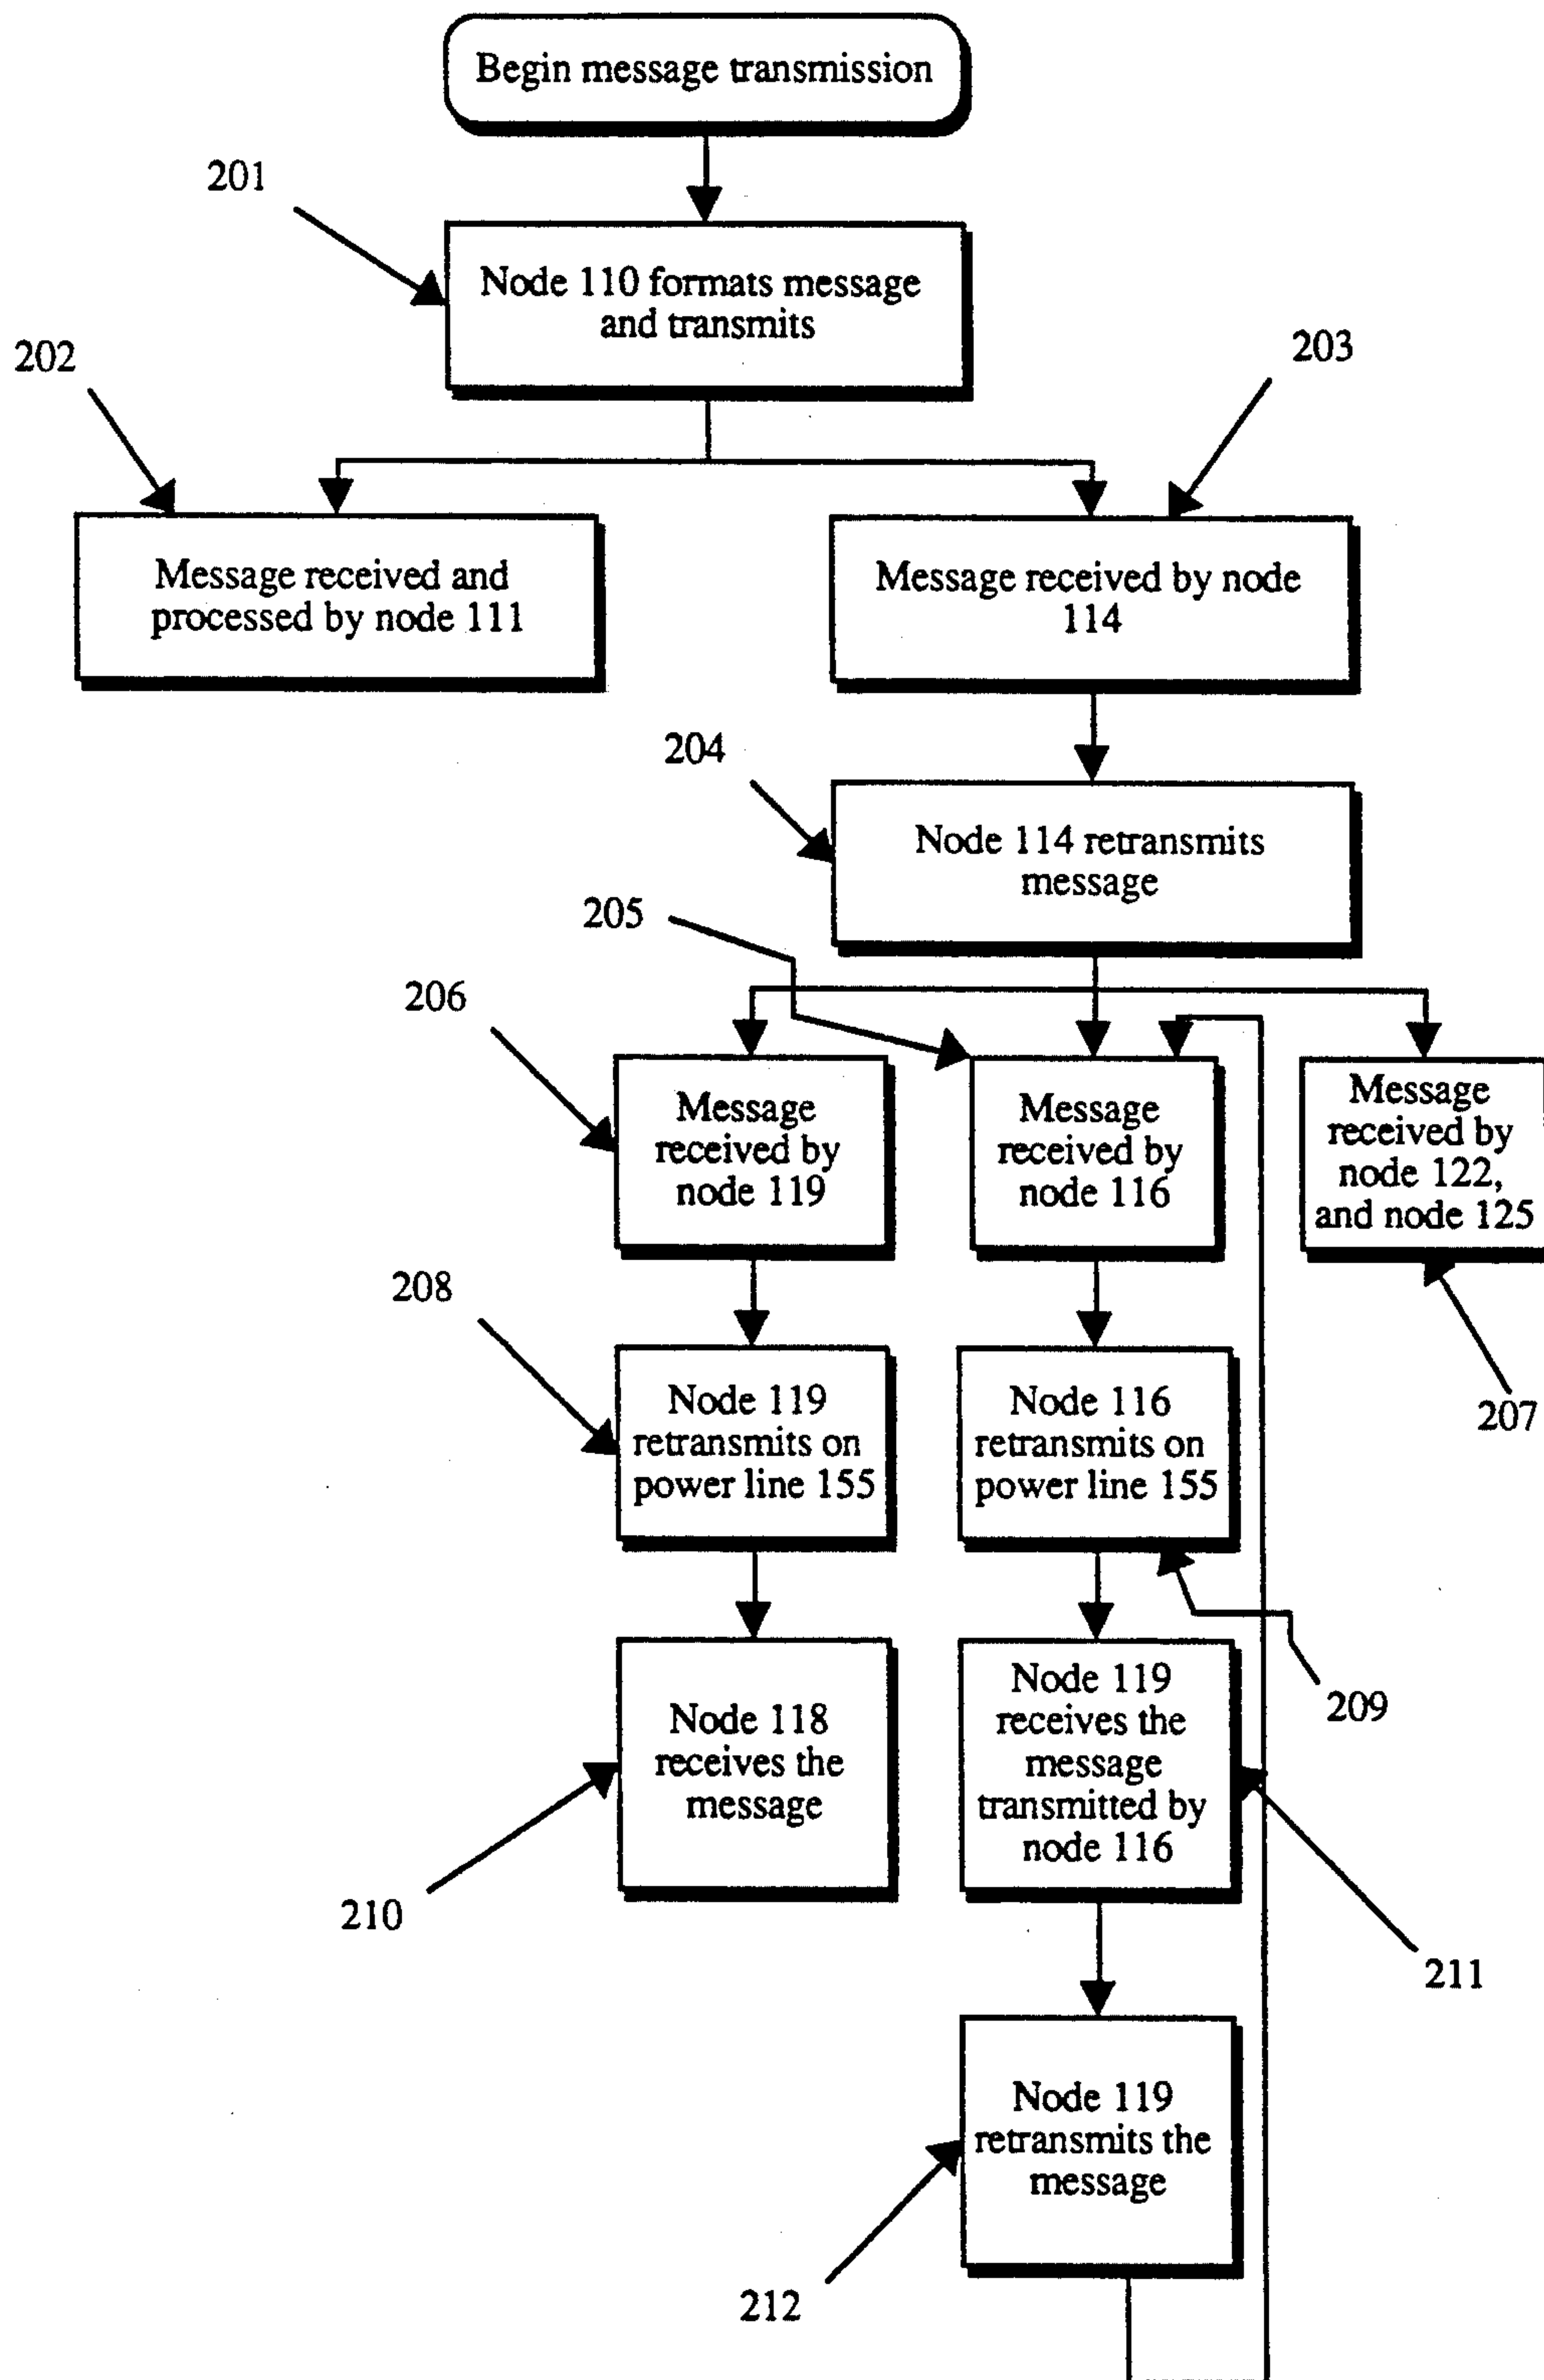 Begin message transmission
201
Node 110 formats message
and transmits
202
203
Message received and
processed by node 111
Message received by node
114
204
Node 114 retransmits
message
205
206
Message
received by
node 119
Message
received by
node 116
Message
received by
node 122,
and node 125
207
208
Node 119
retransmits on
power line 155
Node 116
retransmits on
power line 155
209
Node 118
receives the
message
210
Node 119
receives the
message
transmitted by
node 116
211
Node 119
retransmits the
message
212